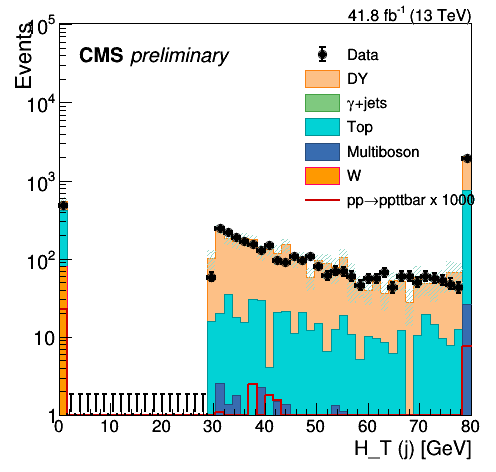 41.8 fb⁻¹ (13 TeV)
CMS preliminary
Events
10⁵
10⁴
10³
10²
10
1
Data
DY
γ+jets
Top
Multiboson
W
pp→ppttbar x 1000
0 10 20 30 40 50 60 70 80
H_T (j) [GeV]